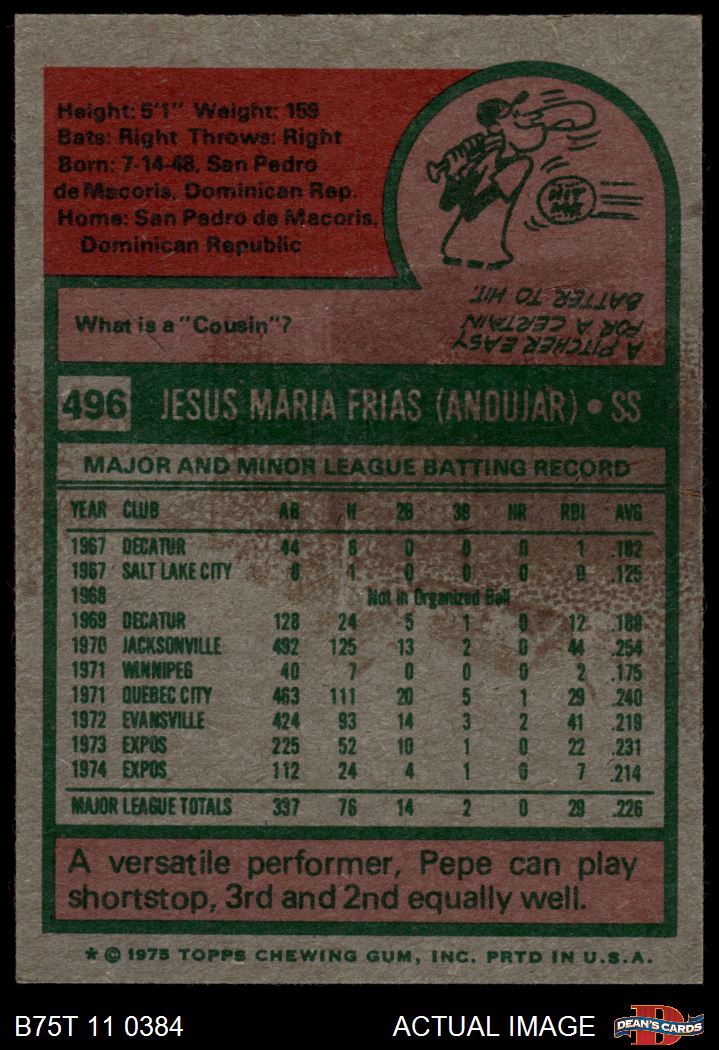 Height: 5'1" Weight: 159
Bats: Right Throws: Right
Born: 7-14-48, San Pedro
de Macoris, Dominican Rep.
Home: San Pedro de Macoris,
Dominican Republic
What is a "Cousin"?
A PITCHER EASY
FOR A CERTAIN
BATTER TO HIT.
496 JESUS MARIA FRIAS (ANDUJAR) • SS
MAJOR AND MINOR LEAGUE BATTING RECORD
YEAR CLUB AB H 2B 3B HR RBI AVG
1967 DECATUR 44 8 0 0 0 1 .182
1967 SALT LAKE CITY 8 1 0 0 0 0 .125
1968 Not in Organized Ball
1969 DECATUR 128 24 5 1 0 12 .188
1970 JACKSONVILLE 492 125 13 2 0 44 .254
1971 WINNIPEG 40 7 0 0 0 2 .175
1971 QUEBEC CITY 463 111 20 5 1 29 .240
1972 EVANSVILLE 424 93 14 3 2 41 .219
1973 EXPOS 225 52 10 1 0 22 .231
1974 EXPOS 112 24 4 1 0 7 .214
MAJOR LEAGUE TOTALS 337 76 14 2 0 29 .226
A versatile performer, Pepe can play
shortstop, 3rd and 2nd equally well.
* © 1975 TOPPS CHEWING GUM, INC. PRTD IN U.S.A.
B75T 11 0384 ACTUAL IMAGE DEAN'S CARDS